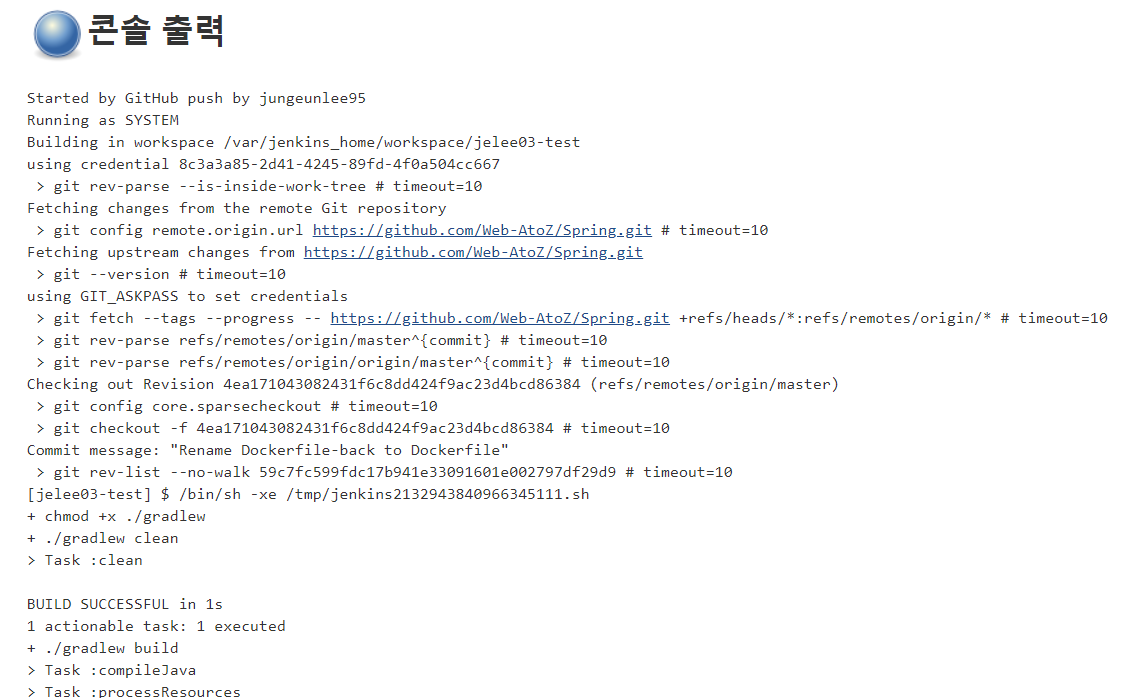 콘솔 출력
Started by GitHub push by jungeunlee95
Running as SYSTEM
Building in workspace /var/jenkins_home/workspace/jelee03-test
using credential 8c3a3a85-2d41-4245-89fd-4f0a504cc667
> git rev-parse --is-inside-work-tree # timeout=10
Fetching changes from the remote Git repository
> git config remote.origin.url https://github.com/Web-AtoZ/Spring.git # timeout=10
Fetching upstream changes from https://github.com/Web-AtoZ/Spring.git
> git --version # timeout=10
using GIT_ASKPASS to set credentials
> git fetch --tags --progress -- https://github.com/Web-AtoZ/Spring.git +refs/heads/*:refs/remotes/origin/* # timeout=10
> git rev-parse refs/remotes/origin/master^{commit} # timeout=10
> git rev-parse refs/remotes/origin/origin/master^{commit} # timeout=10
Checking out Revision 4ea171043082431f6c8dd424f9ac23d4bcd86384 (refs/remotes/origin/master)
> git config core.sparsecheckout # timeout=10
> git checkout -f 4ea171043082431f6c8dd424f9ac23d4bcd86384 # timeout=10
Commit message: "Rename Dockerfile-back to Dockerfile"
> git rev-list --no-walk 59c7fc599fdc17b941e33091601e002797df29d9 # timeout=10
[jelee03-test] $ /bin/sh -xe /tmp/jenkins2132943840966345111.sh
+ chmod +x ./gradlew
+ ./gradlew clean
> Task :clean
BUILD SUCCESSFUL in 1s
1 actionable task: 1 executed
+ ./gradlew build
> Task :compileJava
> Task :processResources